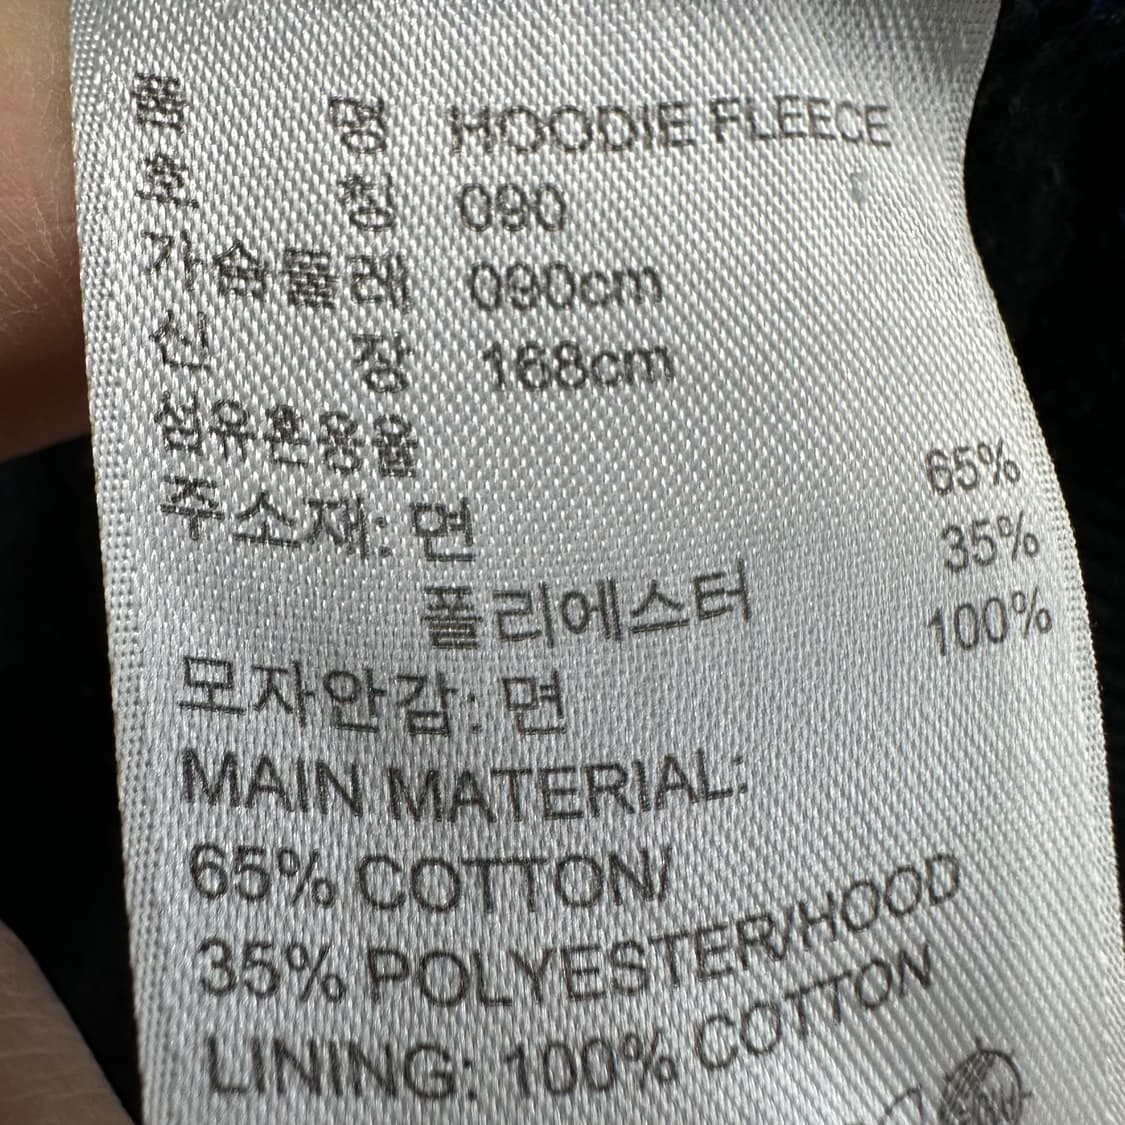 품 명 HOODIE FLEECE
호 칭 090
가슴둘레 090cm
신 장 168cm
섬유혼용율
주소재: 면 65%
폴리에스터 35%
모자안감: 면 100%
MAIN MATERIAL:
65% COTTON/
35% POLYESTER/HOOD
LINING: 100% COTTON